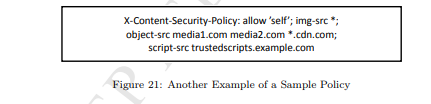 X-Content-Security-Policy: allow 'self'; img-src *;
object-src media1.com media2.com *.cdn.com;
script-src trustedscripts.example.com
Figure 21: Another Example of a Sample Policy